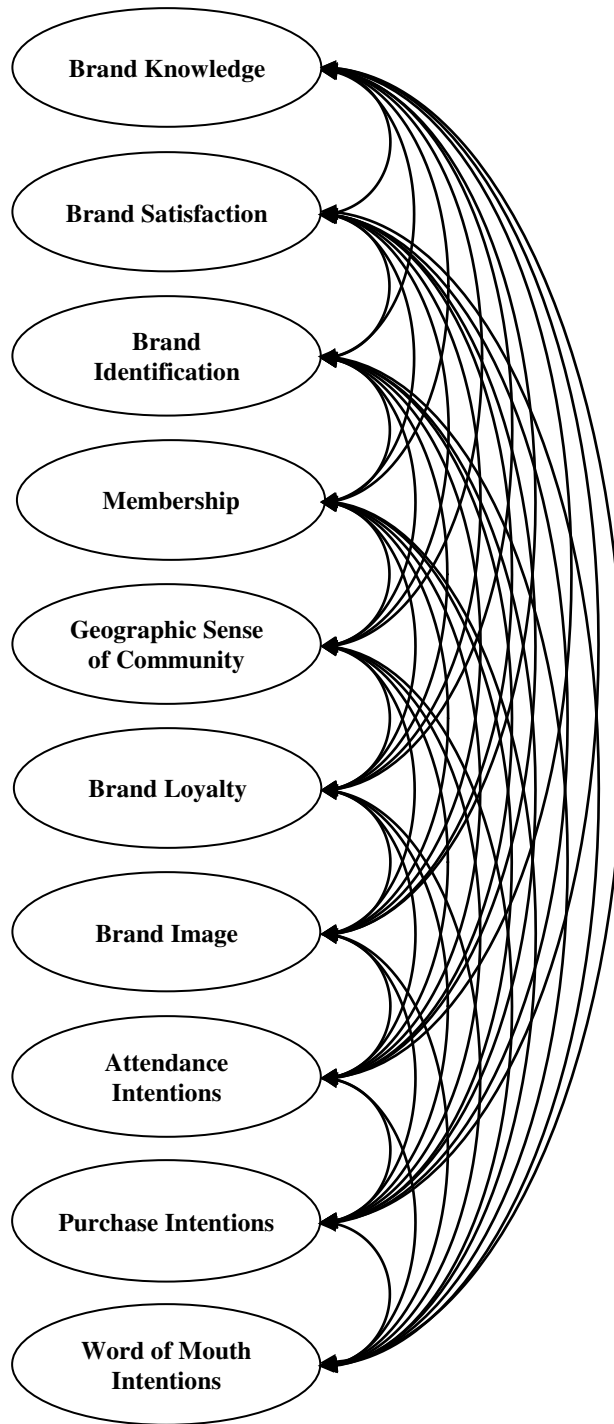 Brand Knowledge
Brand Satisfaction
Brand
Identification
Membership
Geographic Sense
of Community
Brand Loyalty
Brand Image
Attendance
Intentions
Purchase Intentions
Word of Mouth
Intentions